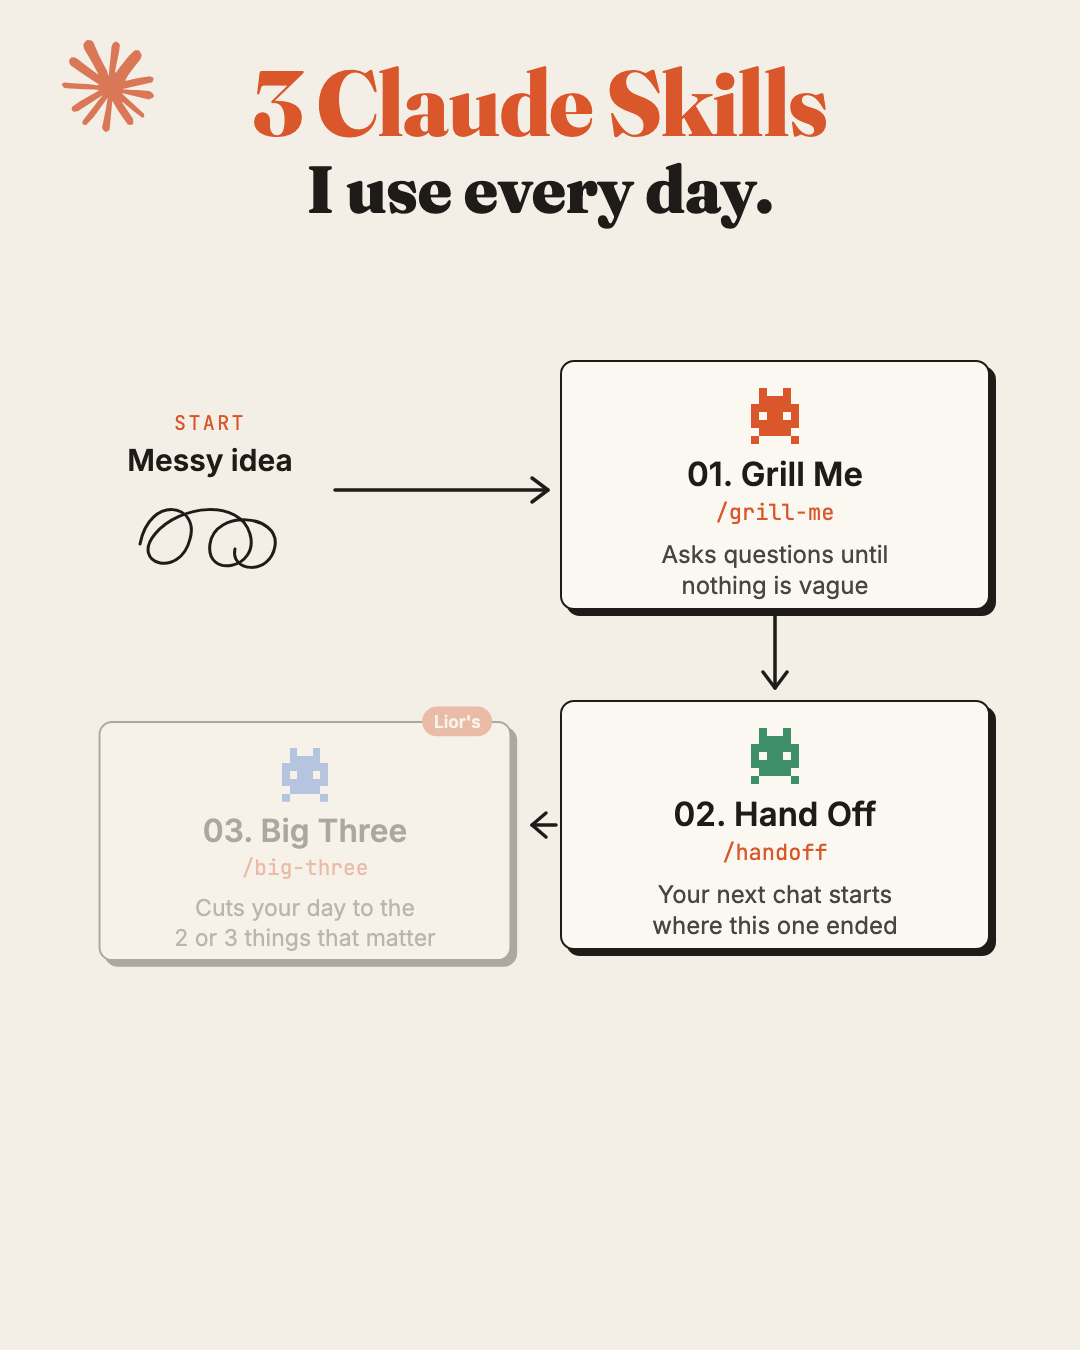 3 Claude Skills
I use every day.
START
Messy idea
01. Grill Me
/grill-me
Asks questions until
nothing is vague
02. Hand Off
/handoff
Your next chat starts
where this one ended
Lior's
03. Big Three
/big-three
Cuts your day to the
2 or 3 things that matter